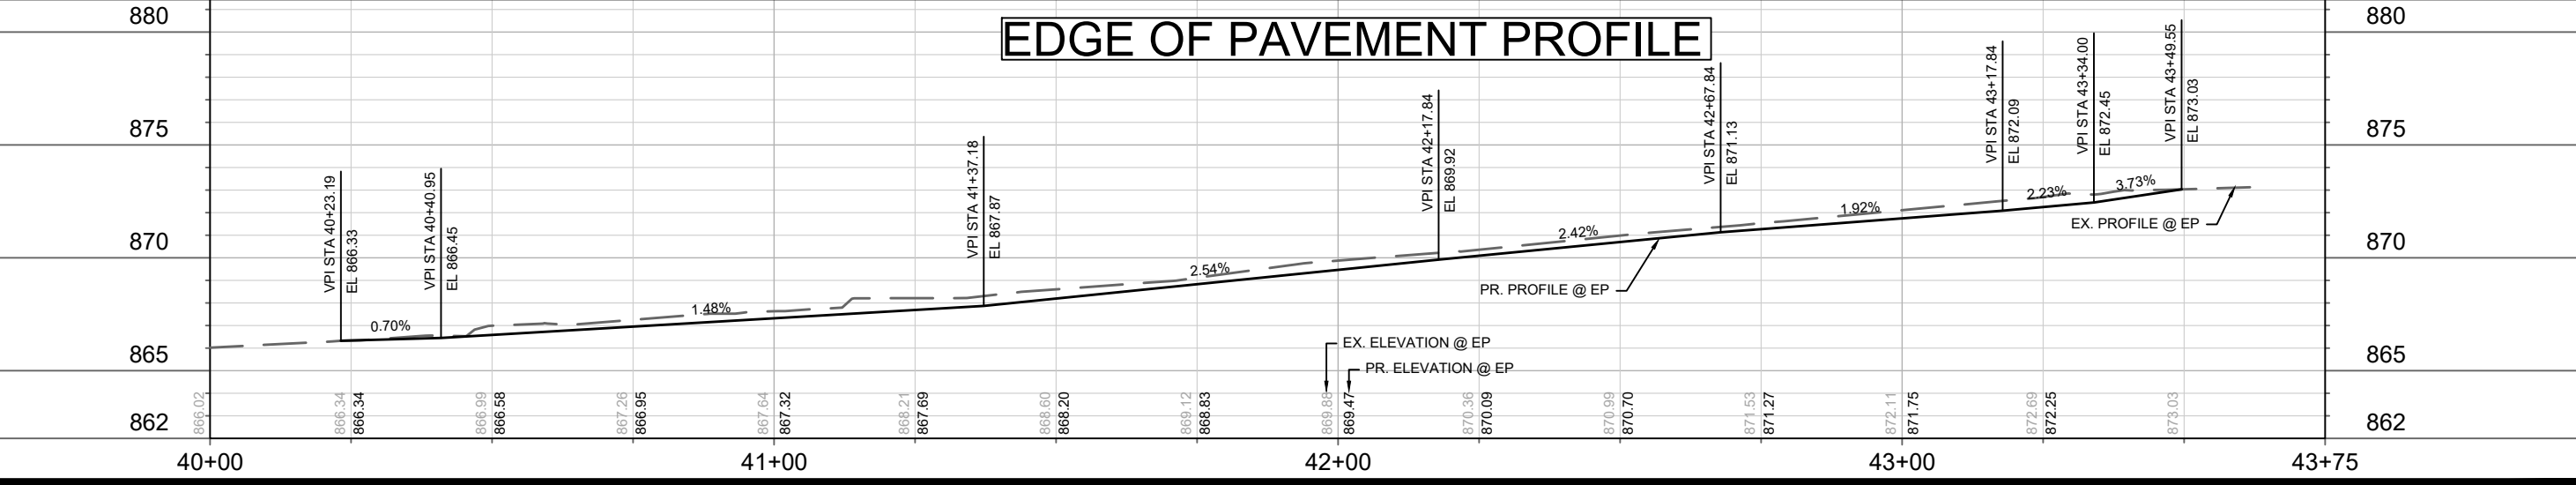 EDGE OF PAVEMENT PROFILE
880
875
870
865
862
880
875
870
865
862
VPI STA 40+23.19
EL 866.33
VPI STA 40+40.95
EL 866.45
VPI STA 41+37.18
EL 867.87
VPI STA 42+17.84
EL 869.92
VPI STA 42+67.84
EL 871.13
VPI STA 43+17.84
EL 872.09
VPI STA 43+34.00
EL 872.45
VPI STA 43+49.55
EL 873.03
0.70%
1.48%
2.54%
2.42%
1.92%
2.23%
3.73%
EX. PROFILE @ EP
PR. PROFILE @ EP
EX. ELEVATION @ EP
PR. ELEVATION @ EP
866.02
866.34
866.34
866.99
866.58
867.26
866.95
867.64
867.32
868.21
867.69
868.60
868.20
869.12
868.83
869.88
869.47
870.36
870.09
870.99
870.70
871.53
871.27
872.11
871.75
872.69
872.25
873.03
40+00
41+00
42+00
43+00
43+75